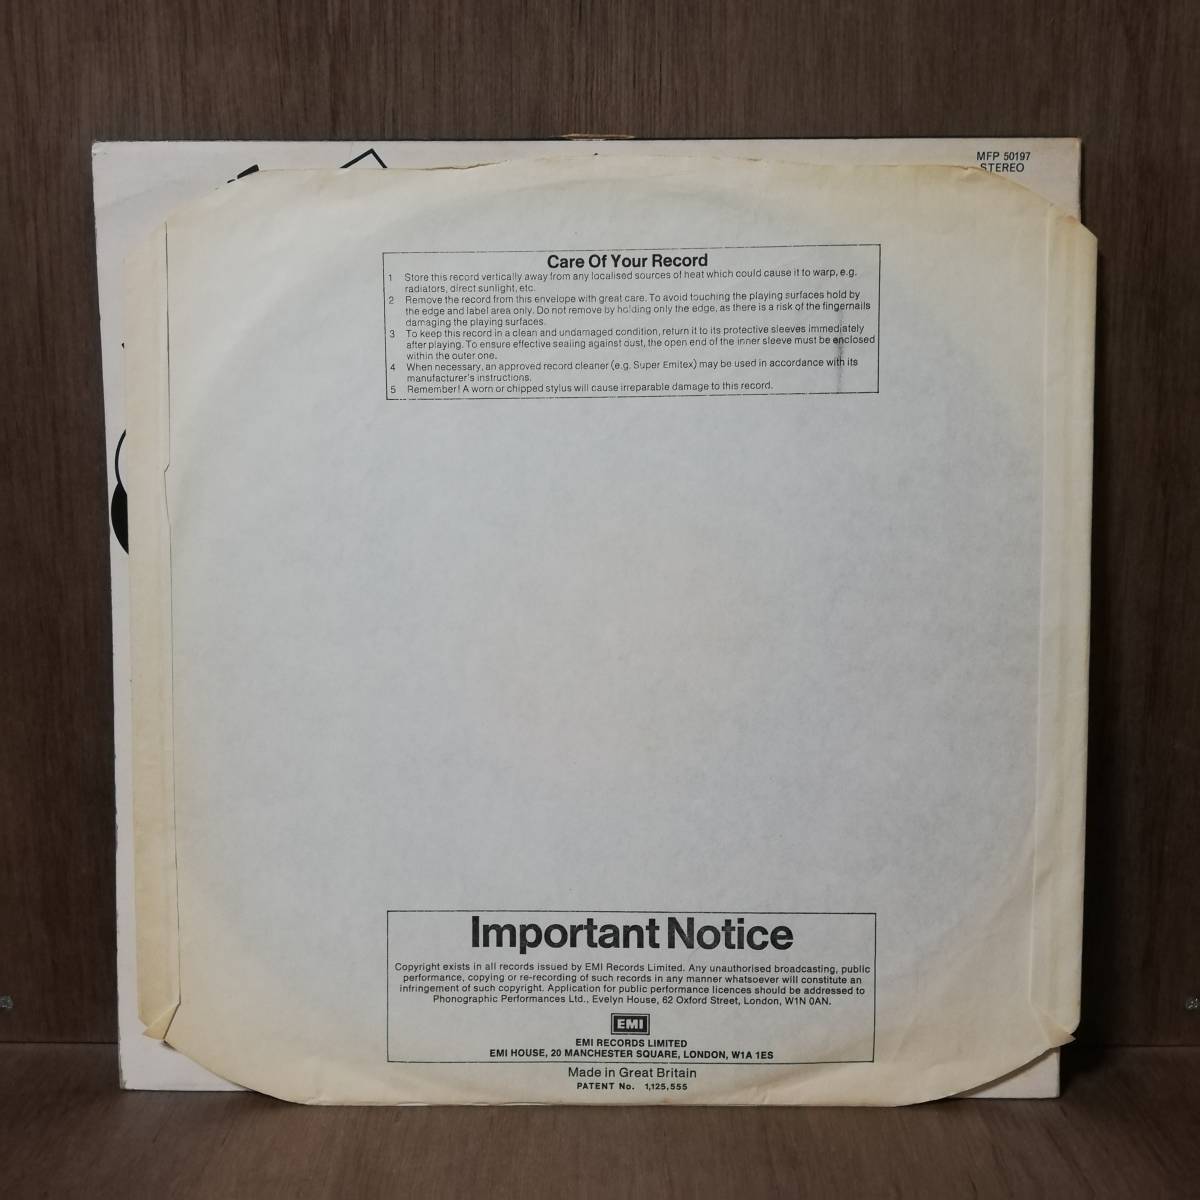 MFP 50197
STEREO
Care Of Your Record
1 Store this record vertically away from any localised sources of heat which could cause it to warp, e.g.
radiators, direct sunlight, etc.
2 Remove the record from this envelope with great care. To avoid touching the playing surfaces hold by
the edge and label area only. Do not remove by holding only the edge, as there is a risk of the fingernails
damaging the playing surfaces.
3 To keep this record in a clean and undamaged condition, return it to its protective sleeves immediately
after playing. To ensure effective sealing against dust, the open end of the inner sleeve must be enclosed
within the outer one.
4 When necessary, an approved record cleaner (e.g. Super Emitex) may be used in accordance with its
manufacturer's instructions.
5 Remember! A worn or chipped stylus will cause irreparable damage to this record.
Important Notice
Copyright exists in all records issued by EMI Records Limited. Any unauthorised broadcasting, public
performance, copying or re-recording of such records in any manner whatsoever will constitute an
infringement of such copyright. Application for public performance licences should be addressed to
Phonographic Performances Ltd., Evelyn House, 62 Oxford Street, London, W1N 0AN.
EMI
EMI RECORDS LIMITED
EMI HOUSE, 20 MANCHESTER SQUARE, LONDON, W1A 1ES
Made in Great Britain
PATENT No. 1,125,555